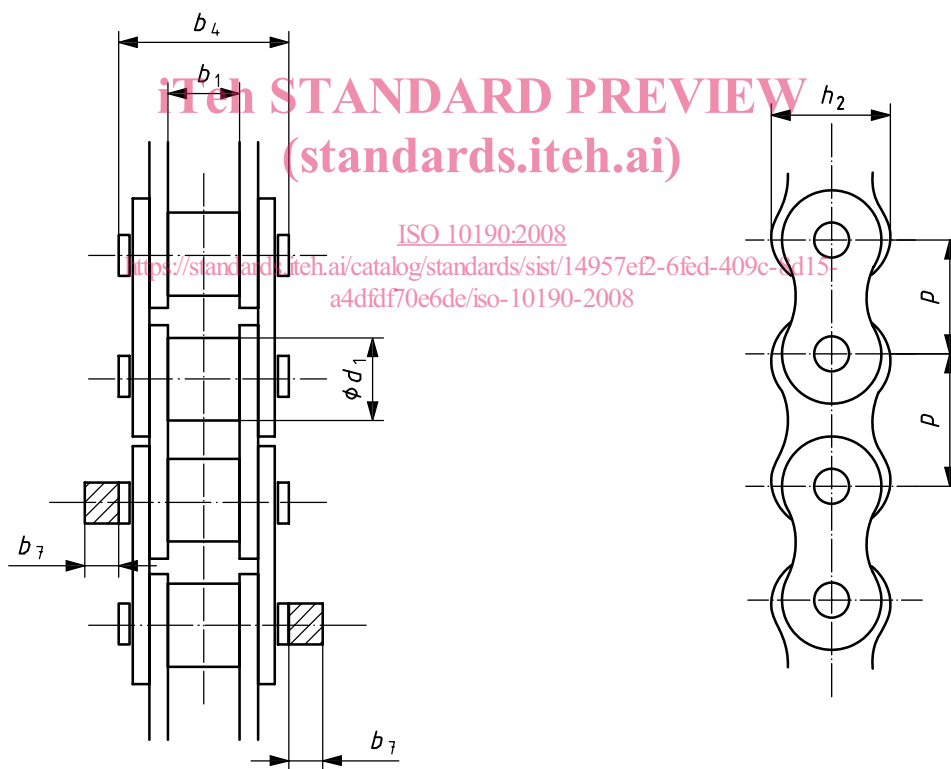 b4
b1
iTeh STANDARD PREVIEW
h2
(standards.iteh.ai)
ISO 10190:2008
https://standards.iteh.ai/catalog/standards/sist/14957ef2-6fed-409c-8d15-
a4dfdf70e6de/iso-10190-2008
p
ϕ d1
p
b7
b7